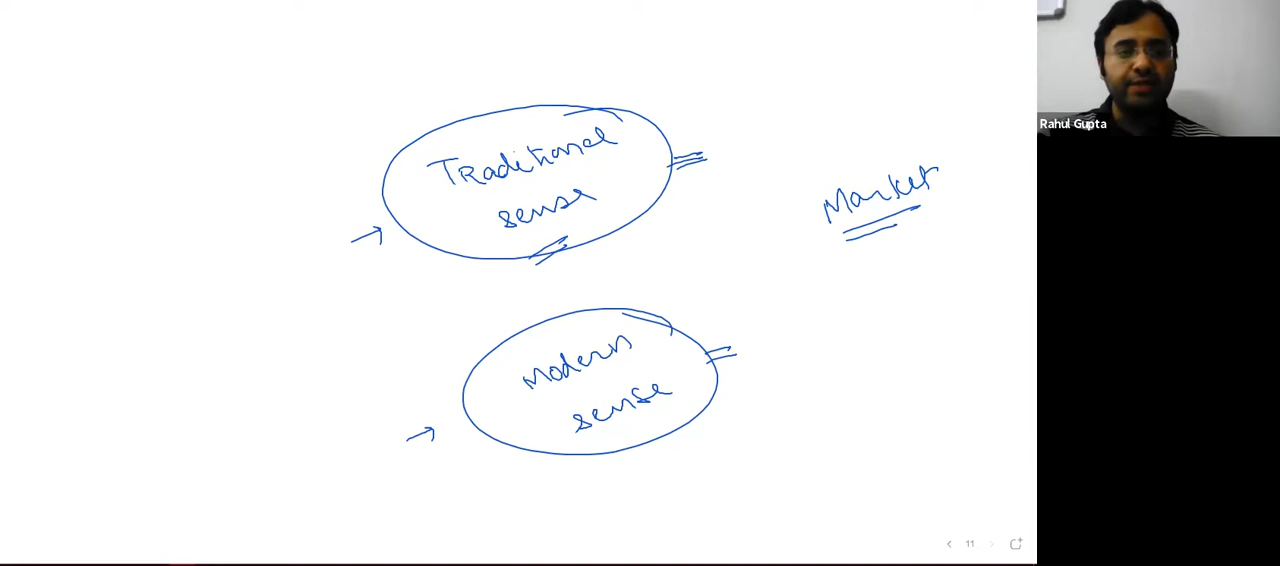 Traditional
sense
Market
Modern
sense
Rahul Gupta
11